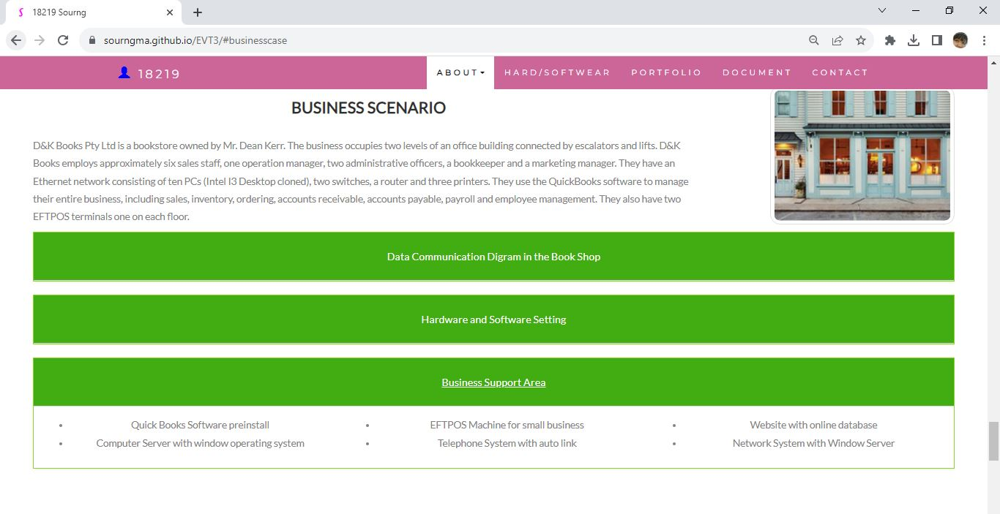 18219 Sourng
sourngma.github.io/EVT3/#businesscase
18219
ABOUT
HARD/SOFTWEAR
PORTFOLIO
DOCUMENT
CONTACT
BUSINESS SCENARIO
D&K Books Pty Ltd is a bookstore owned by Mr. Dean Kerr. The business occupies two levels of an office building connected by escalators and lifts. D&K
Books employs approximately six sales staff, one operation manager, two administrative officers, a bookkeeper and a marketing manager. They have an
Ethernet network consisting of ten PCs (Intel I3 Desktop cloned), two switches, a router and three printers. They use the QuickBooks software to manage
their entire business, including sales, inventory, ordering, accounts receivable, accounts payable, payroll and employee management. They also have two
EFTPOS terminals one on each floor.
Data Communication Digram in the Book Shop
Hardware and Software Setting
Business Support Area
• Quick Books Software preinstall
• Computer Server with window operating system
• EFTPOS Machine for small business
• Telephone System with auto link
• Website with online database
• Network System with Window Server